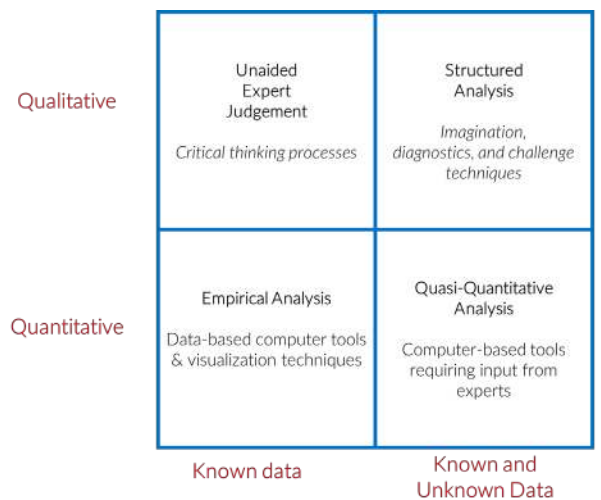 Qualitative
Unaided
Expert
Judgement
Critical thinking processes
Structured
Analysis
Imagination,
diagnostics, and challenge
techniques
Quantitative
Empirical Analysis
Data-based computer tools
& visualization techniques
Quasi-Quantitative
Analysis
Computer-based tools
requiring input from
experts
Known data
Known and
Unknown Data